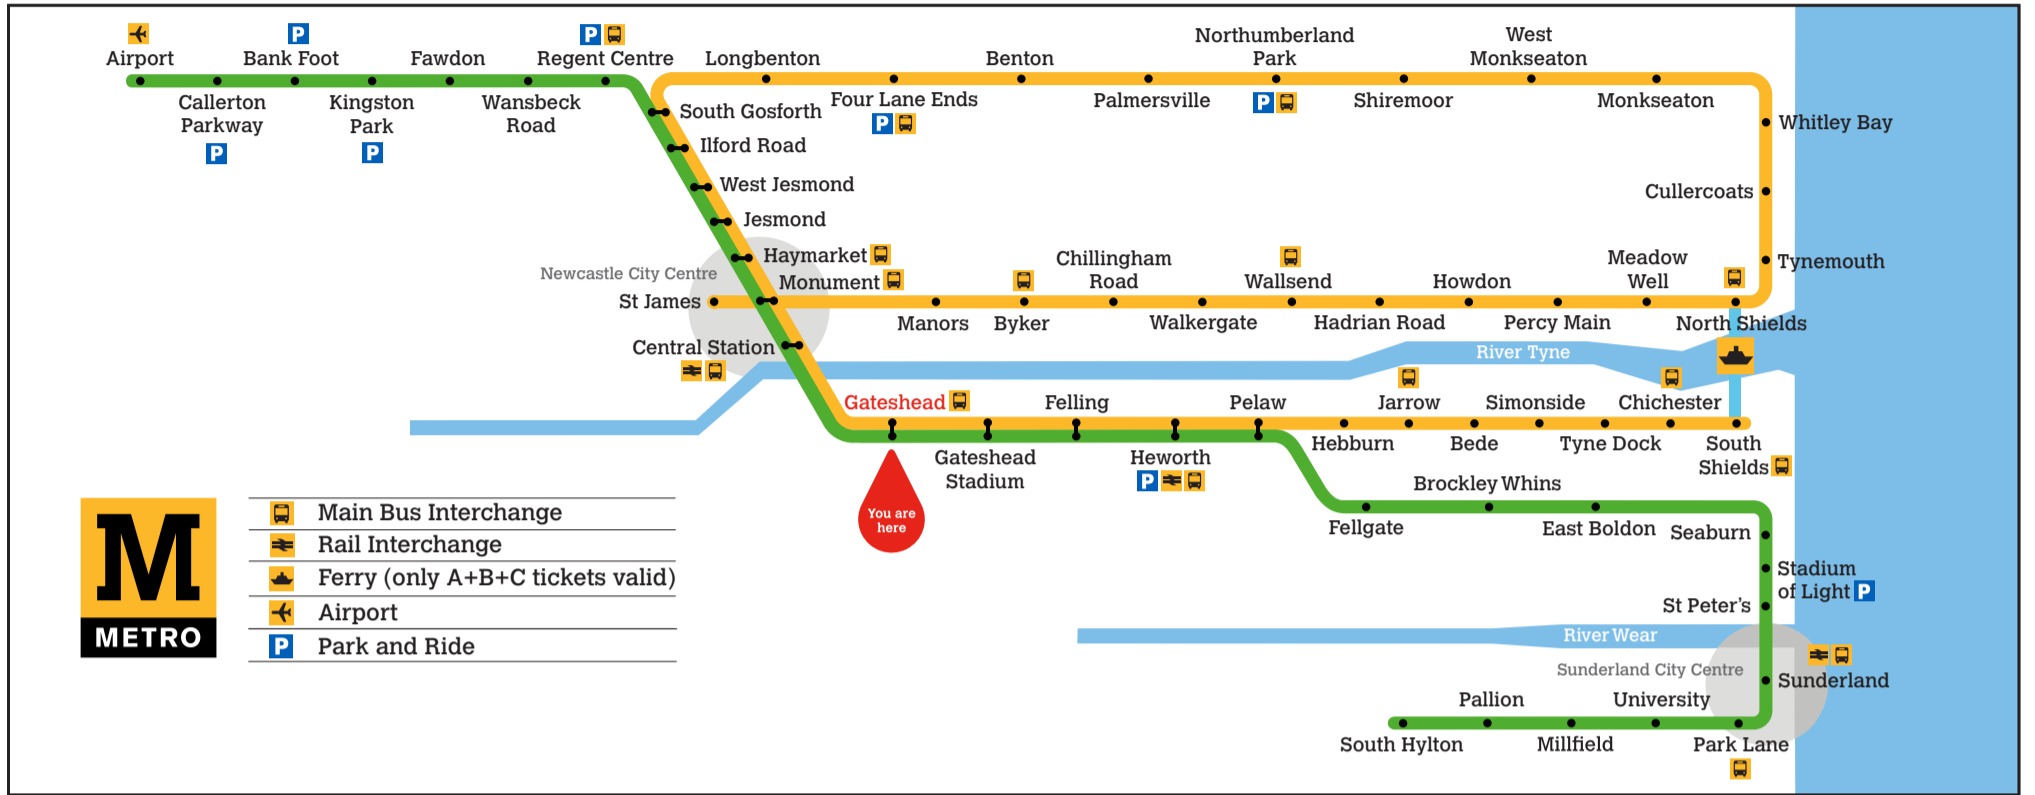 Airport
Callerton
Parkway
P
P
Bank Foot
Kingston
Park
P
Fawdon
Wansbeck
Road
P
Regent Centre
Longbenton
Four Lane Ends
P
Benton
Palmersville
Northumberland
Park
P
Shiremoor
West
Monkseaton
Monkseaton
Whitley Bay
Cullercoats
Tynemouth
South Gosforth
Ilford Road
West Jesmond
Jesmond
Haymarket
Newcastle City Centre
Monument
St James
Manors
Byker
Chillingham
Road
Walkergate
Wallsend
Hadrian Road
Howdon
Percy Main
Meadow
Well
North Shields
Central Station
River Tyne
Gateshead
You are
here
Gateshead
Stadium
Felling
Heworth
P
Pelaw
Hebburn
Jarrow
Bede
Simonside
Tyne Dock
Chichester
South
Shields
Fellgate
Brockley Whins
East Boldon
Seaburn
Stadium
of Light P
St Peter's
River Wear
Sunderland City Centre
Sunderland
Park Lane
University
Millfield
Pallion
South Hylton
M
METRO
Main Bus Interchange
Rail Interchange
Ferry (only A+B+C tickets valid)
Airport
P Park and Ride